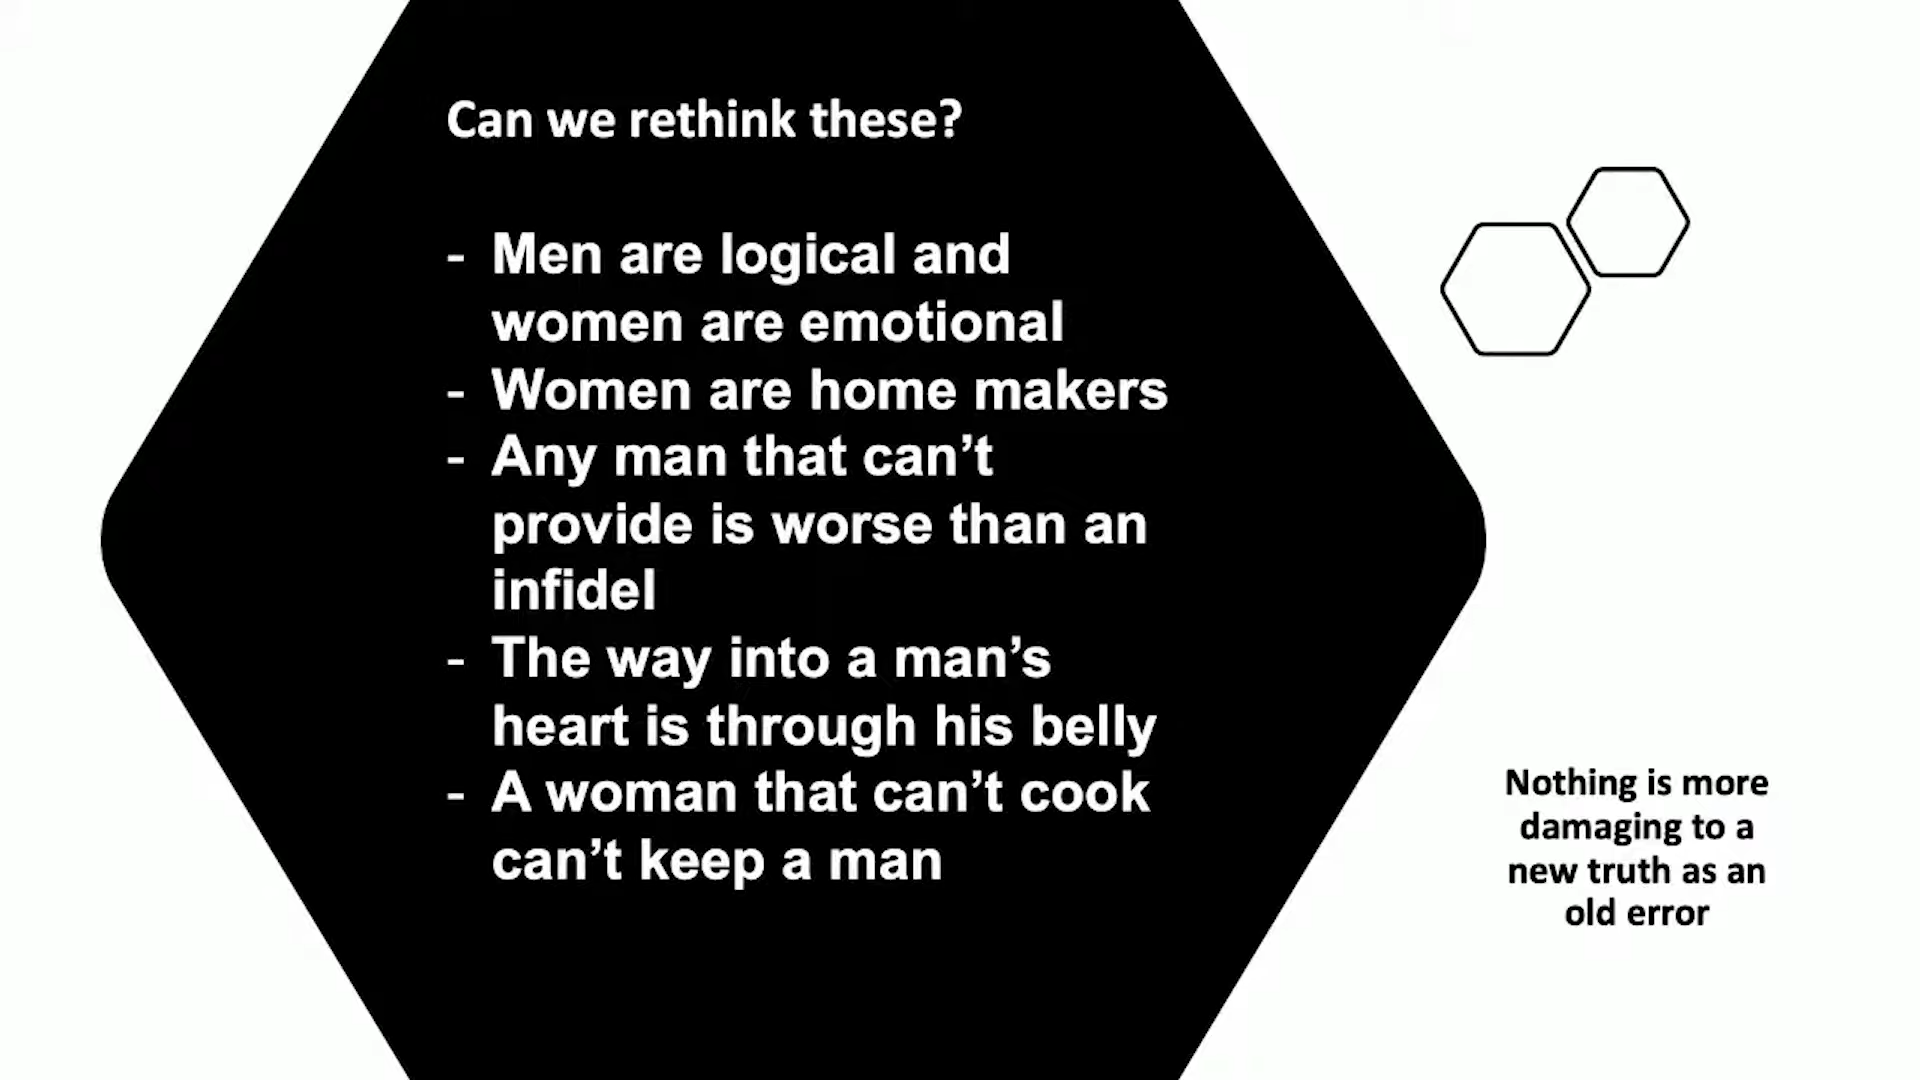 Can we rethink these?
- Men are logical and
women are emotional
- Women are home makers
- Any man that can’t
provide is worse than an
infidel
- The way into a man’s
heart is through his belly
- A woman that can’t cook
can’t keep a man
Nothing is more
damaging to a
new truth as an
old error